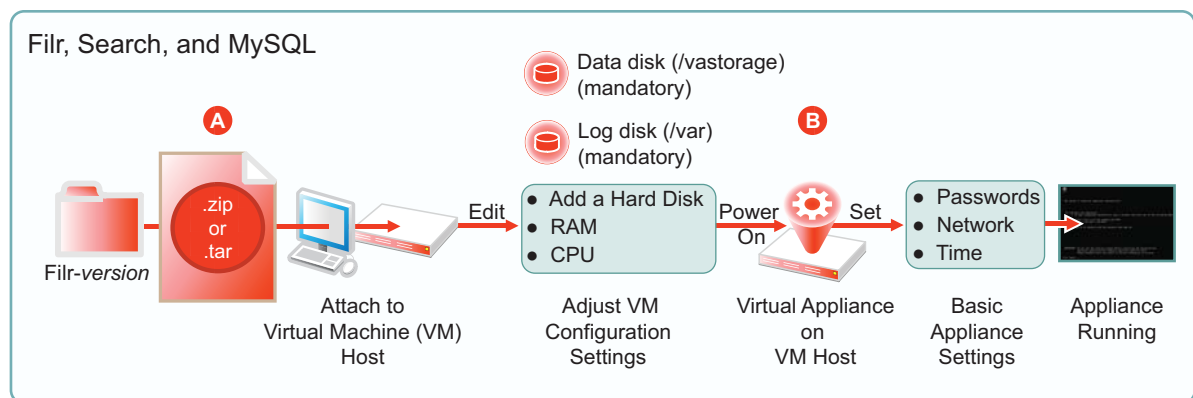 Filr, Search, and MySQL
Data disk (/vastorage)
(mandatory)
A
B
Log disk (/var)
(mandatory)
.zip
or
.tar
Filr-version
Edit
● Add a Hard Disk
● RAM
● CPU
Power
On
Set
● Passwords
● Network
● Time
Attach to
Virtual Machine (VM)
Host
Adjust VM
Configuration
Settings
Virtual Appliance
on
VM Host
Basic
Appliance
Settings
Appliance
Running